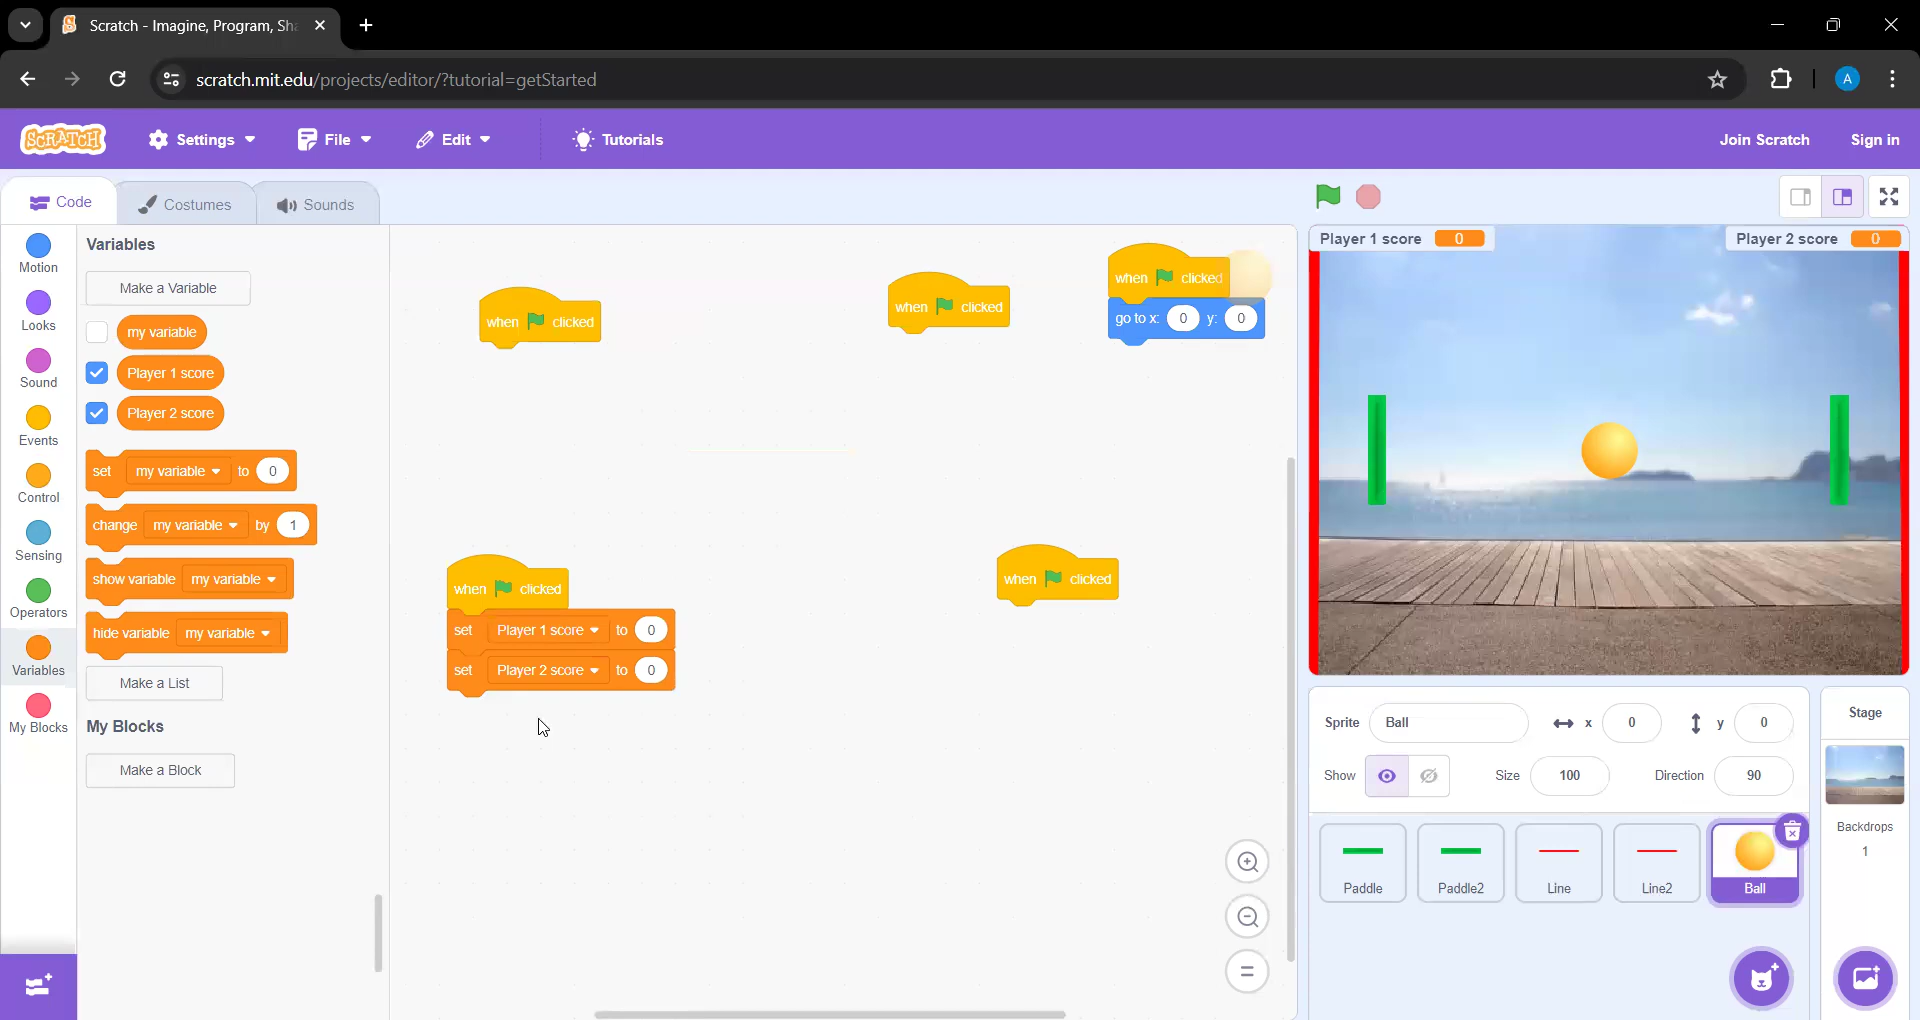 Scratch - Imagine, Program, Sha
scratch.mit.edu/projects/editor/?tutorial=getStarted
A
SCRATCH
Settings
File
Edit
Tutorials
Join Scratch
Sign in
Code
Costumes
Sounds
Motion
Looks
Sound
Events
Control
Sensing
Operators
Variables
My Blocks
Variables
Make a Variable
my variable
Player 1 score
Player 2 score
set my variable to 0
change my variable by 1
show variable my variable
hide variable my variable
Make a List
My Blocks
Make a Block
when clicked
when clicked
when clicked
go to x: 0 y: 0
when clicked
set Player 1 score to 0
set Player 2 score to 0
when clicked
Player 1 score 0
Player 2 score 0
Sprite Ball x 0 y 0
Show Size 100 Direction 90
Paddle
Paddle2
Line
Line2
Ball
Stage
Backdrops
1